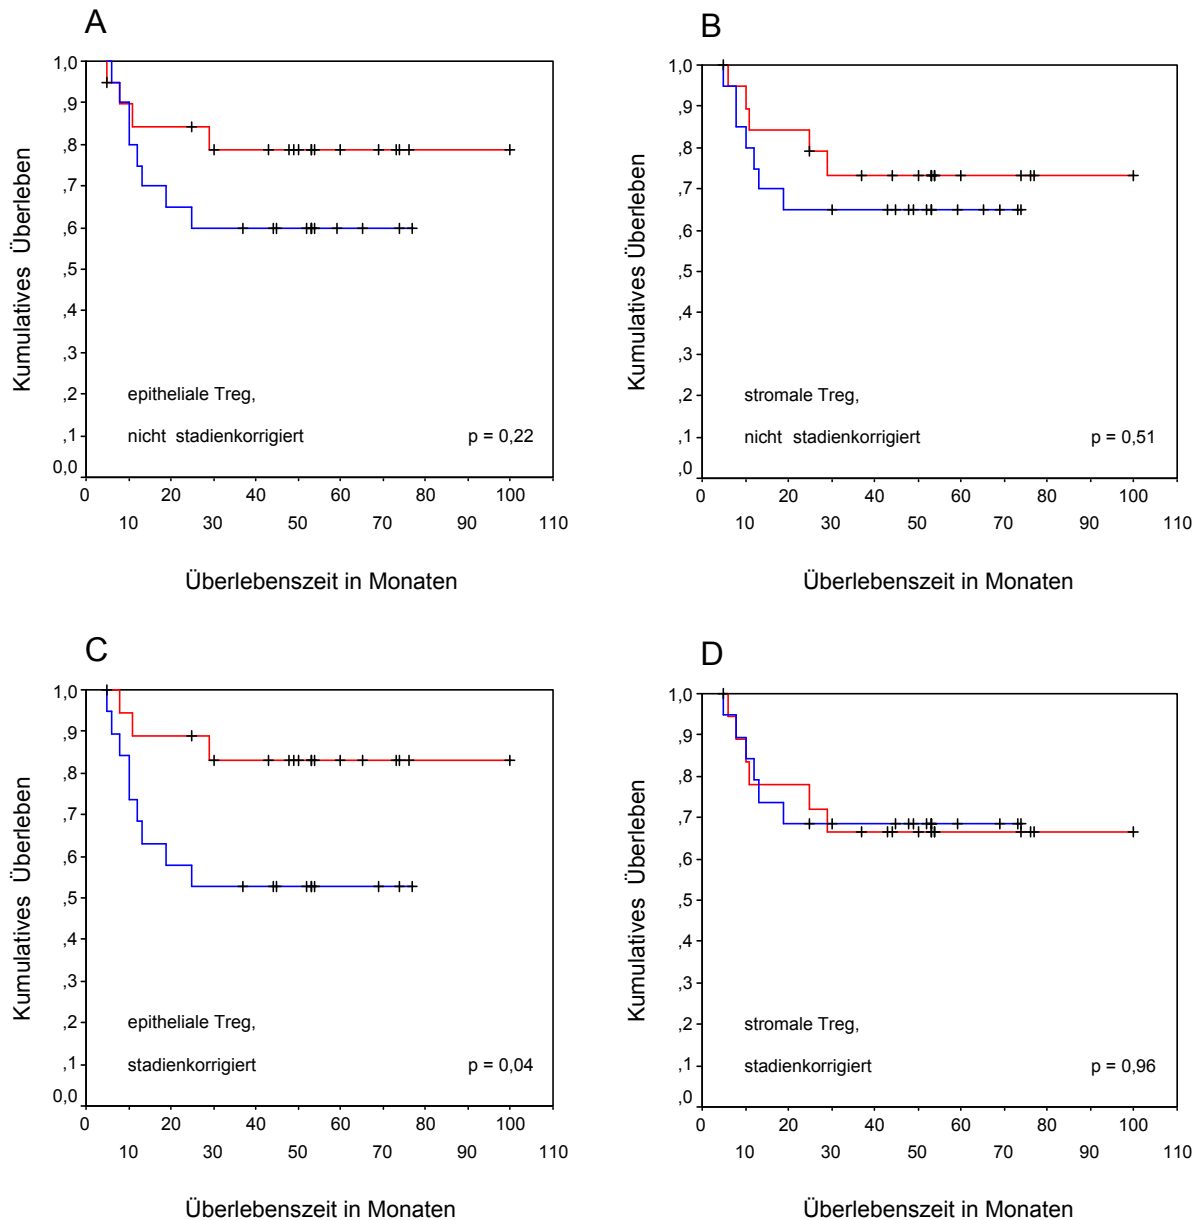 A
1,0
,9
,8
,7
,6
,5
,4
,3
,2
,1
0,0
Kumulatives Überleben
epitheliale Treg,
nicht stadienkorrigiert
p = 0,22
0 20 40 60 80 100
10 30 50 70 90 110
Überlebenszeit in Monaten
B
1,0
,9
,8
,7
,6
,5
,4
,3
,2
,1
,0
Kumulatives Überleben
stromale Treg,
nicht stadienkorrigiert
p = 0,51
0 20 40 60 80 100
10 30 50 70 90 110
Überlebenszeit in Monaten
C
1,0
,9
,8
,7
,6
,5
,4
,3
,2
,1
0,0
Kumulatives Überleben
epitheliale Treg,
stadienkorrigiert
p = 0,04
0 20 40 60 80 100
10 30 50 70 90 110
Überlebenszeit in Monaten
D
1,0
,9
,8
,7
,6
,5
,4
,3
,2
,1
,0
Kumulatives Überleben
stromale Treg,
stadienkorrigiert
p = 0,96
0 20 40 60 80 100
10 30 50 70 90 110
Überlebenszeit in Monaten